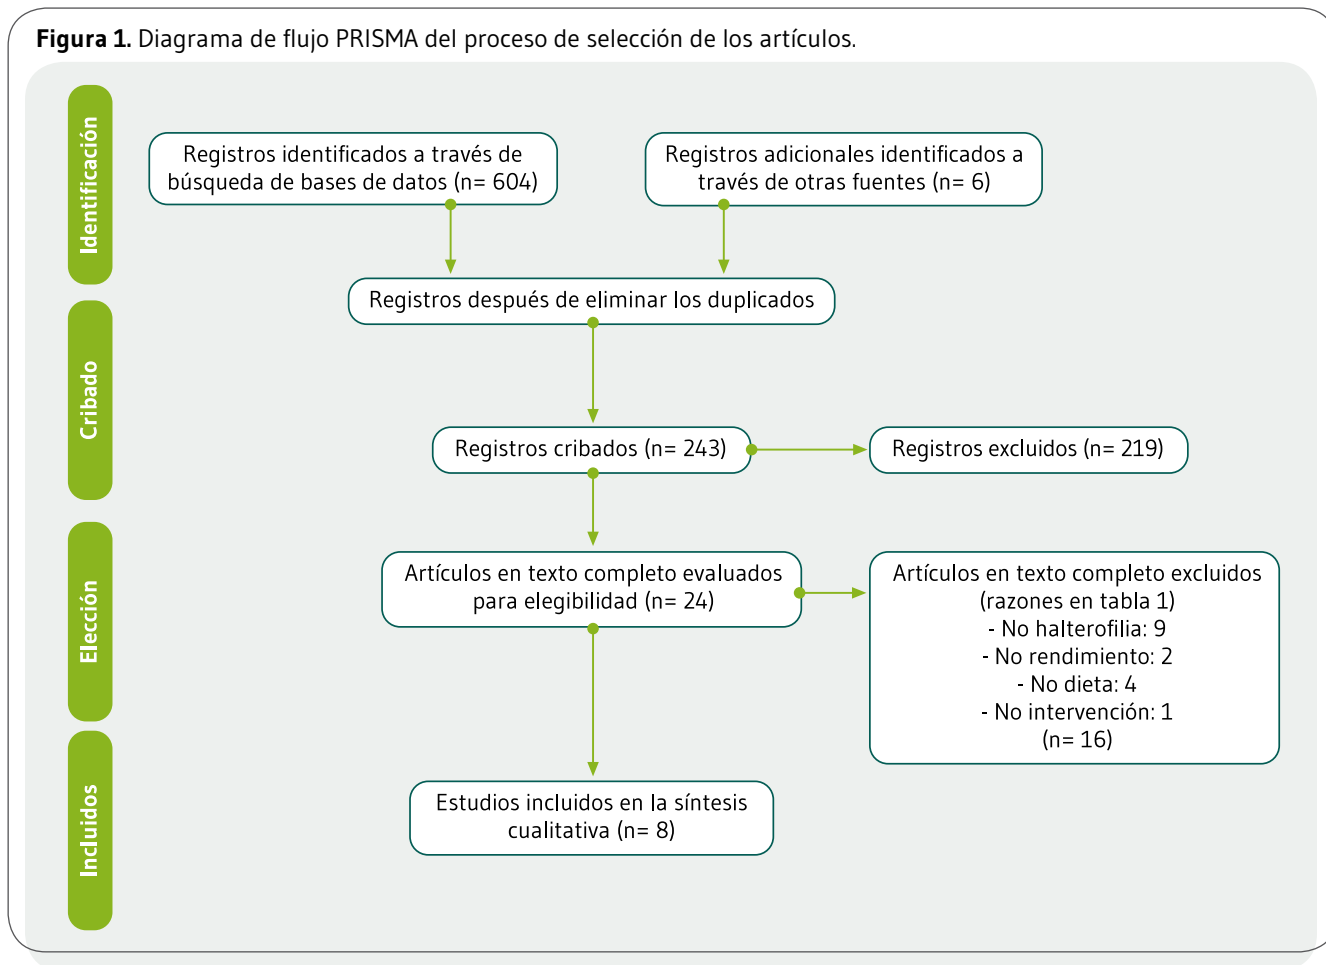 Figura 1. Diagrama de flujo PRISMA del proceso de selección de los artículos.
Identificación
Registros identificados a través de
búsqueda de bases de datos (n= 604)
Registros adicionales identificados a
través de otras fuentes (n= 6)
Registros después de eliminar los duplicados
Cribado
Registros cribados (n= 243)
Registros excluidos (n= 219)
Elección
Artículos en texto completo evaluados
para elegibilidad (n= 24)
Artículos en texto completo excluidos
(razones en tabla 1)
- No halterofilia: 9
- No rendimiento: 2
- No dieta: 4
- No intervención: 1
(n= 16)
Incluidos
Estudios incluidos en la síntesis
cualitativa (n= 8)